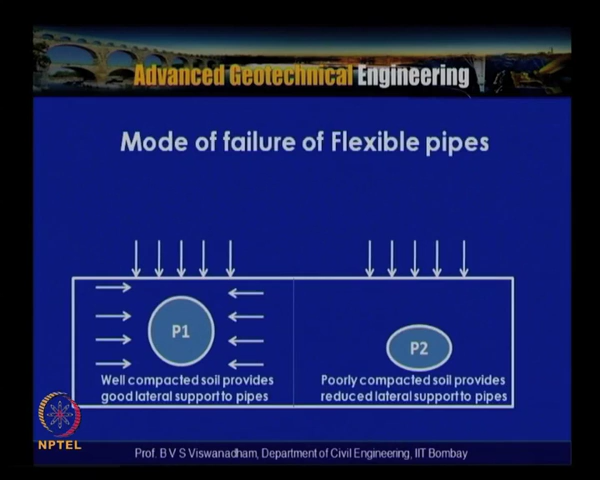 Advanced Geotechnical Engineering
Mode of failure of Flexible pipes
P1
P2
Well compacted soil provides
good lateral support to pipes
Poorly compacted soil provides
reduced lateral support to pipes
NPTEL
Prof. B V S Viswanadham, Department of Civil Engineering, IIT Bombay